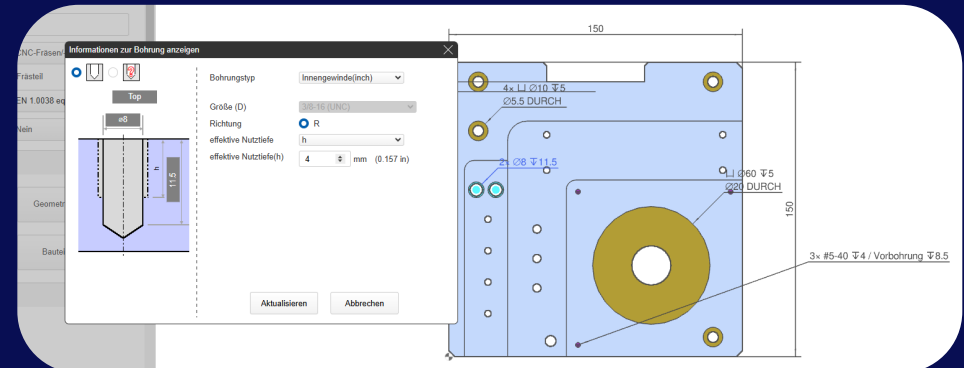 CNC-Fräsen/
Frästeil
EN 1.0038 eq
Nein
Geometr
Bautei
Informationen zur Bohrung anzeigen
Top
⌀8
h
11.5
Bohrungstyp Innengewinde(inch)
Größe (D) 3/8-16 (UNC)
Richtung R
effektive Nutztiefe h
effektive Nutztiefe(h) 4 mm (0.157 in)
Aktualisieren Abbrechen
150
4× ⌴ ∅10 ↧5
∅5.5 DURCH
2× ∅8 ↧11.5
⌴ ∅60 ↧5
∅20 DURCH
150
3× #5-40 ↧4 / Vorbohrung ↧8.5